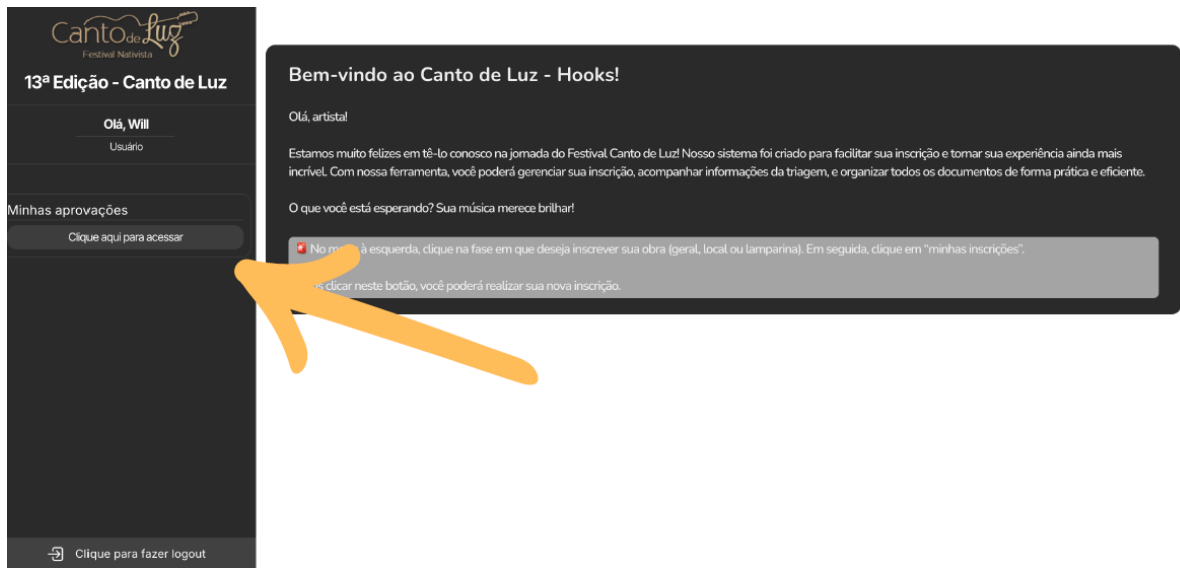 Canto de Luz
Festival Nativista
13ª Edição - Canto de Luz
Olá, Will
Usuário
Minhas aprovações
Clique aqui para acessar
Clique para fazer logout
Bem-vindo ao Canto de Luz - Hooks!
Olá, artista!
Estamos muito felizes em tê-lo conosco na jornada do Festival Canto de Luz! Nosso sistema foi criado para facilitar sua inscrição e tornar sua experiência ainda mais
incrível. Com nossa ferramenta, você poderá gerenciar sua inscrição, acompanhar informações da triagem, e organizar todos os documentos de forma prática e eficiente.
O que você está esperando? Sua música merece brilhar!
🚨 No à esquerda, clique na fase em que deseja inscrever sua obra (geral, local ou lamparina). Em seguida, clique em “minhas inscrições”.
clicar neste botão, você poderá realizar sua nova inscrição.